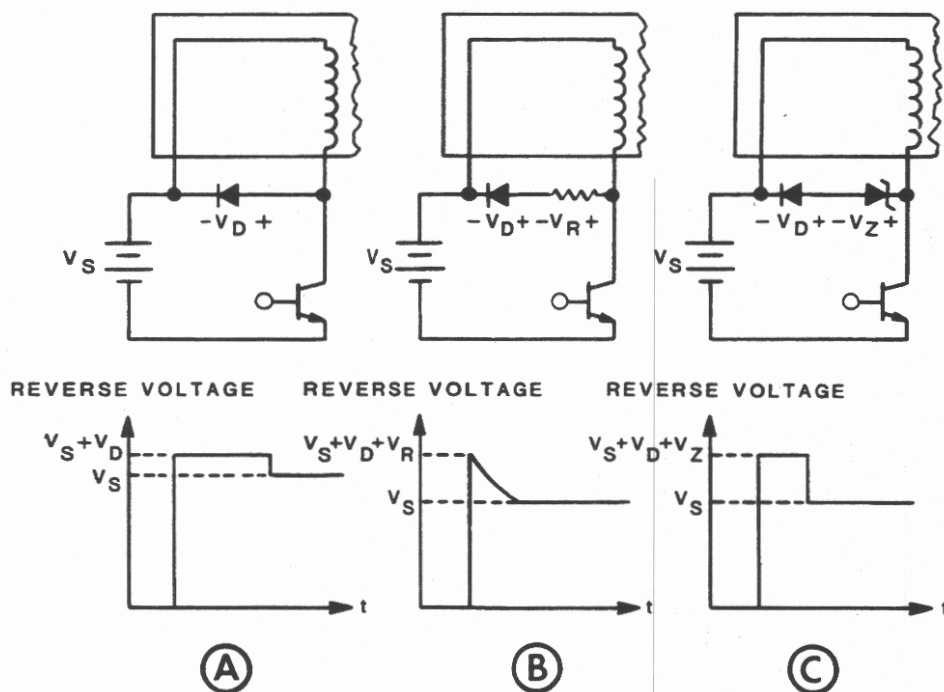 -V_D+
V_S
-V_D+-V_R+
V_S
-V_D+-V_Z+
V_S
REVERSE VOLTAGE
REVERSE VOLTAGE
REVERSE VOLTAGE
V_S+V_D
V_S
t
V_S+V_D+V_R
V_S
t
V_S+V_D+V_Z
V_S
t
A
B
C